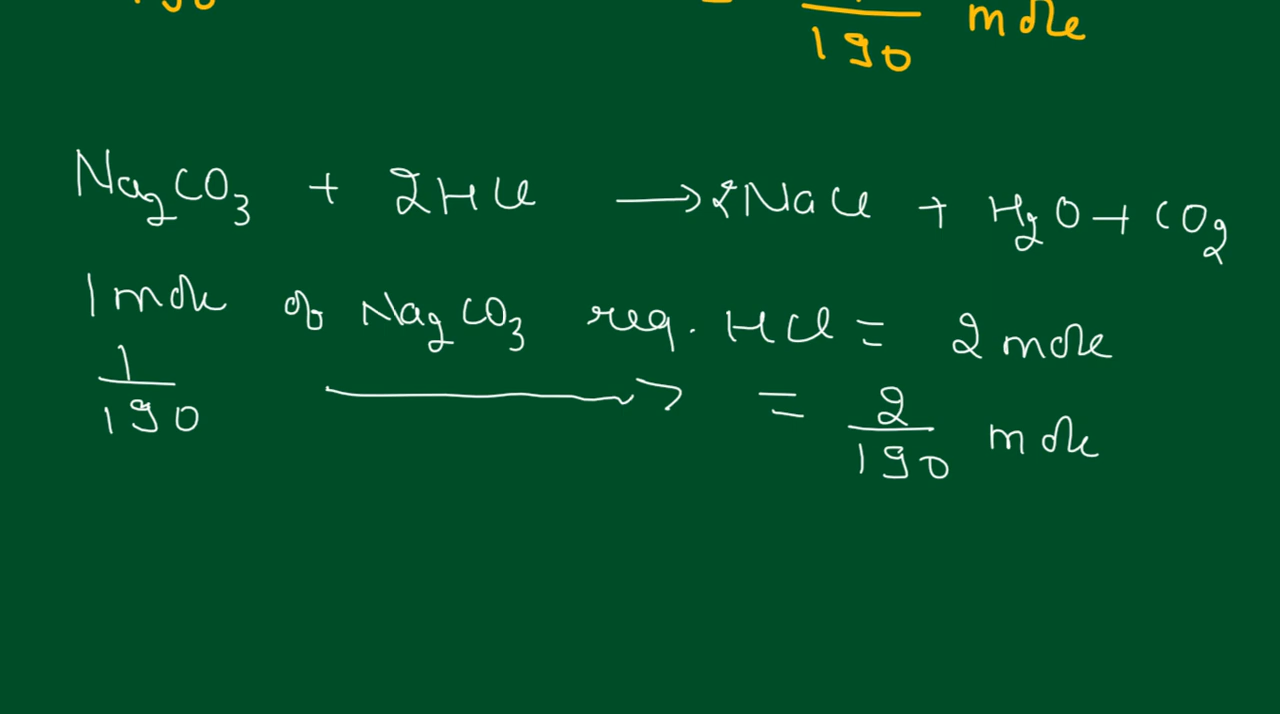 190 = 190 mole
Na2CO3 + 2HCl → 2NaCl + H2O + CO2
1 mole of Na2CO3 req. HCl = 2 mole
1/190 → = 2/190 mole